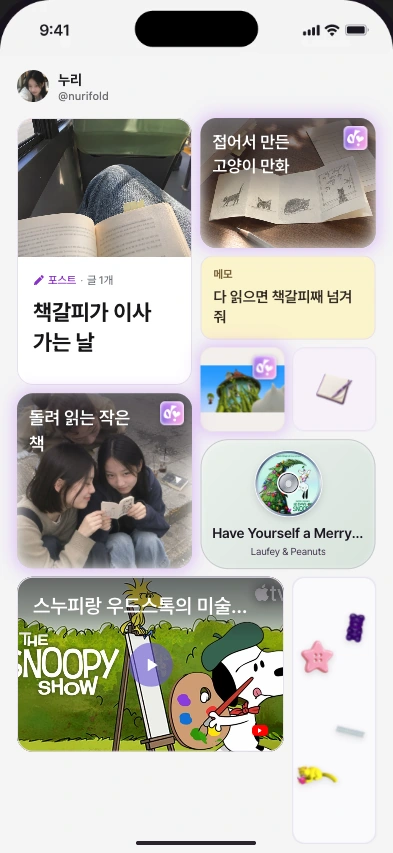 9:41
누리
@nurifold
접어서 만든
고양이 만화
포스트 · 글 1개
책갈피가 이사
가는 날
메모
다 읽으면 책갈피째 넘겨
줘
돌려 읽는 작은
책
Have Yourself a Merry...
Laufey & Peanuts
스누피랑 우드스톡의 미술...
tv
THE
SNOOPY
SHOW